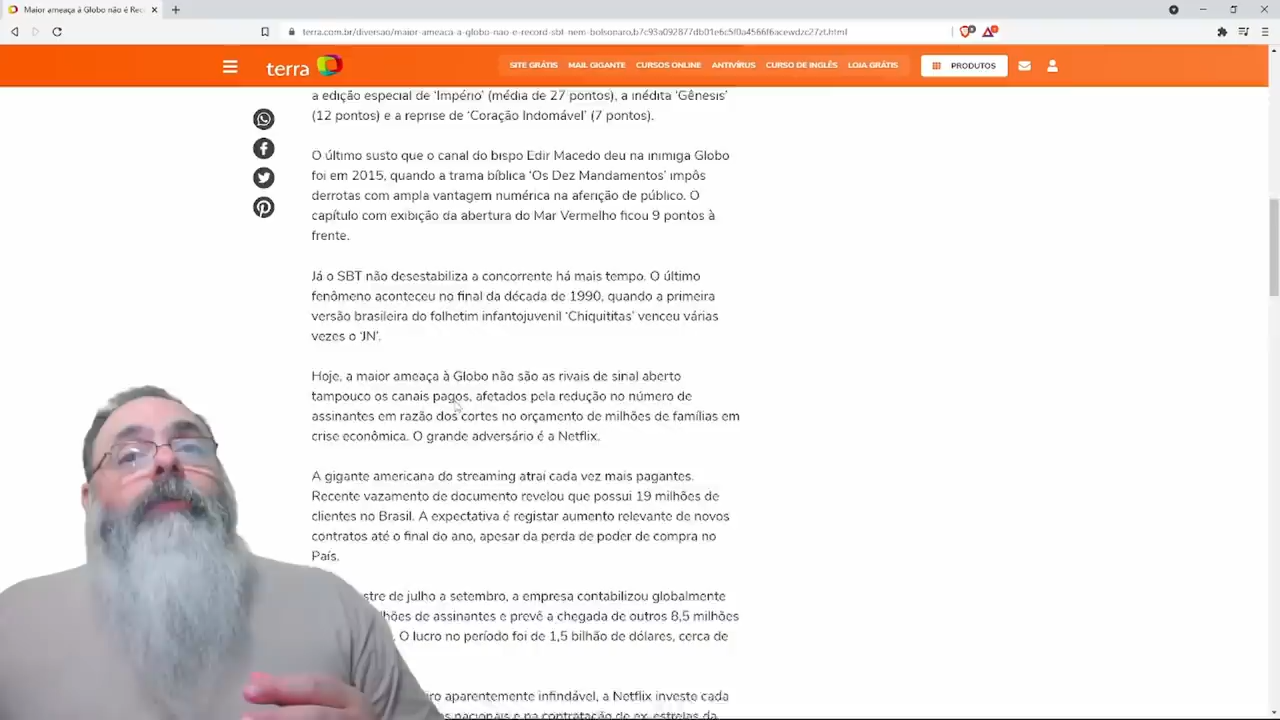 Maior ameaça à Globo não é Rec
terra.com.br/diversao/maior-ameaca-a-globo-nao-e-record-sbt-nem-bolsonaro
terra
SITE GRÁTIS MAIL GIGANTE CURSOS ONLINE ANTIVÍRUS CURSO DE INGLÊS LOJA GRÁTIS
PRODUTOS
a edição especial de ‘Império’ (média de 27 pontos), a inédita ‘Gênesis’
(12 pontos) e a reprise de ‘Coração Indomável’ (7 pontos).
O último susto que o canal do bispo Edir Macedo deu na inimiga Globo
foi em 2015, quando a trama bíblica ‘Os Dez Mandamentos’ impôs
derrotas com ampla vantagem numérica na aferição de público. O
capítulo com exibição da abertura do Mar Vermelho ficou 9 pontos à
frente.
Já o SBT não desestabiliza a concorrente há mais tempo. O último
fenômeno aconteceu no final da década de 1990, quando a primeira
versão brasileira do folhetim infantojuvenil ‘Chiquititas’ venceu várias
vezes o ‘JN’.
Hoje, a maior ameaça à Globo não são as rivais de sinal aberto
tampouco os canais pagos, afetados pela redução no número de
assinantes em razão dos cortes no orçamento de milhões de famílias em
crise econômica. O grande adversário é a Netflix.
A gigante americana do streaming atrai cada vez mais pagantes.
Recente vazamento de documento revelou que possui 19 milhões de
clientes no Brasil. A expectativa é registar aumento relevante de novos
contratos até o final do ano, apesar da perda de poder de compra no
País.
stre de julho a setembro, a empresa contabilizou globalmente
hões de assinantes e prevê a chegada de outros 8,5 milhões
O lucro no período foi de 1,5 bilhão de dólares, cerca de
ro aparentemente infindável, a Netflix investe cada
os nacionais e na contratação de ex-estrelas da